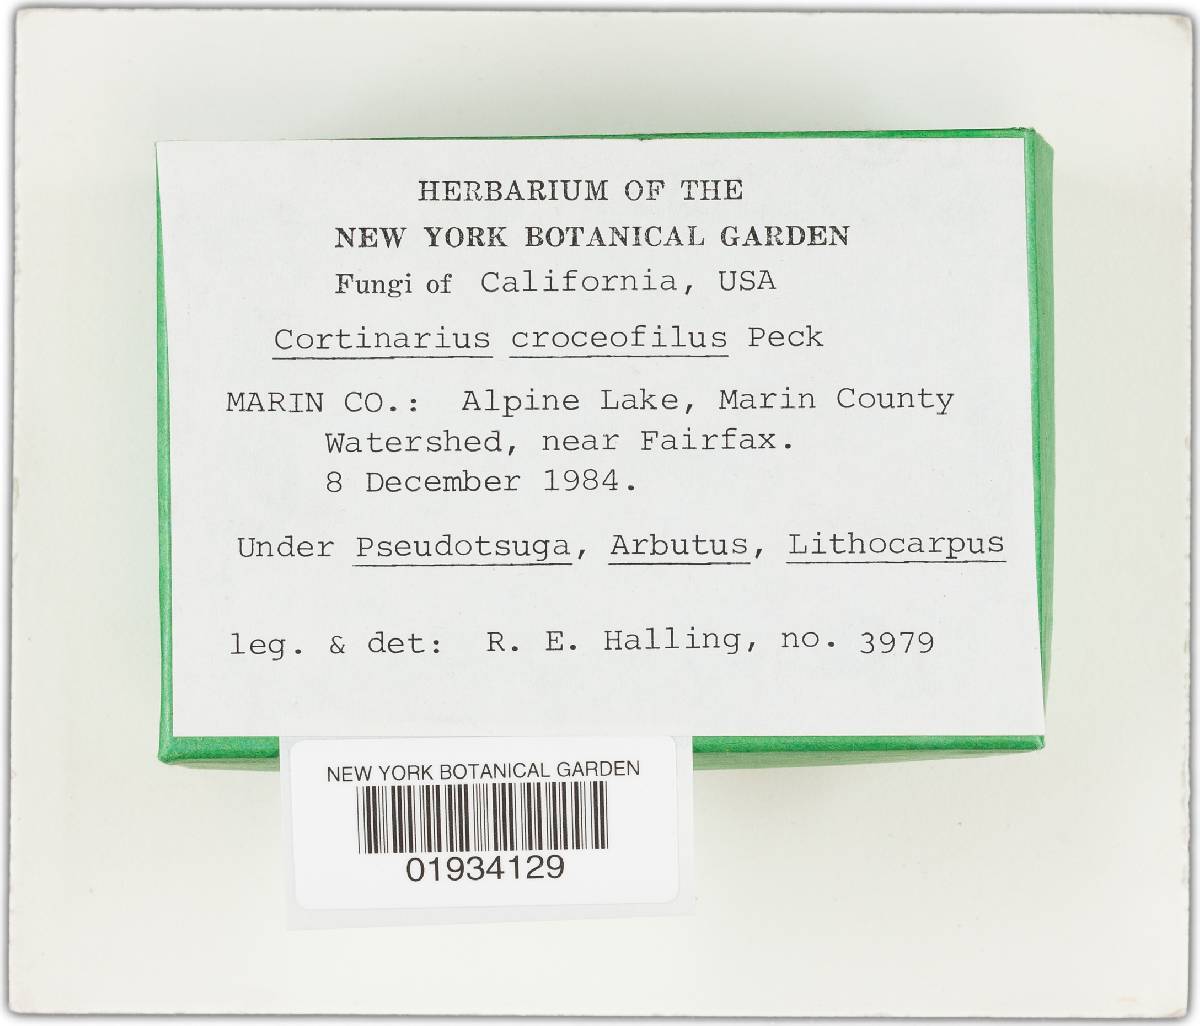 HERBARIUM OF THE
NEW YORK BOTANICAL GARDEN
Fungi of California, USA
Cortinarius croceofilus Peck
MARIN CO.: Alpine Lake, Marin County
Watershed, near Fairfax.
8 December 1984.
Under Pseudotsuga, Arbutus, Lithocarpus
leg. & det: R. E. Halling, no. 3979
NEW YORK BOTANICAL GARDEN
01934129